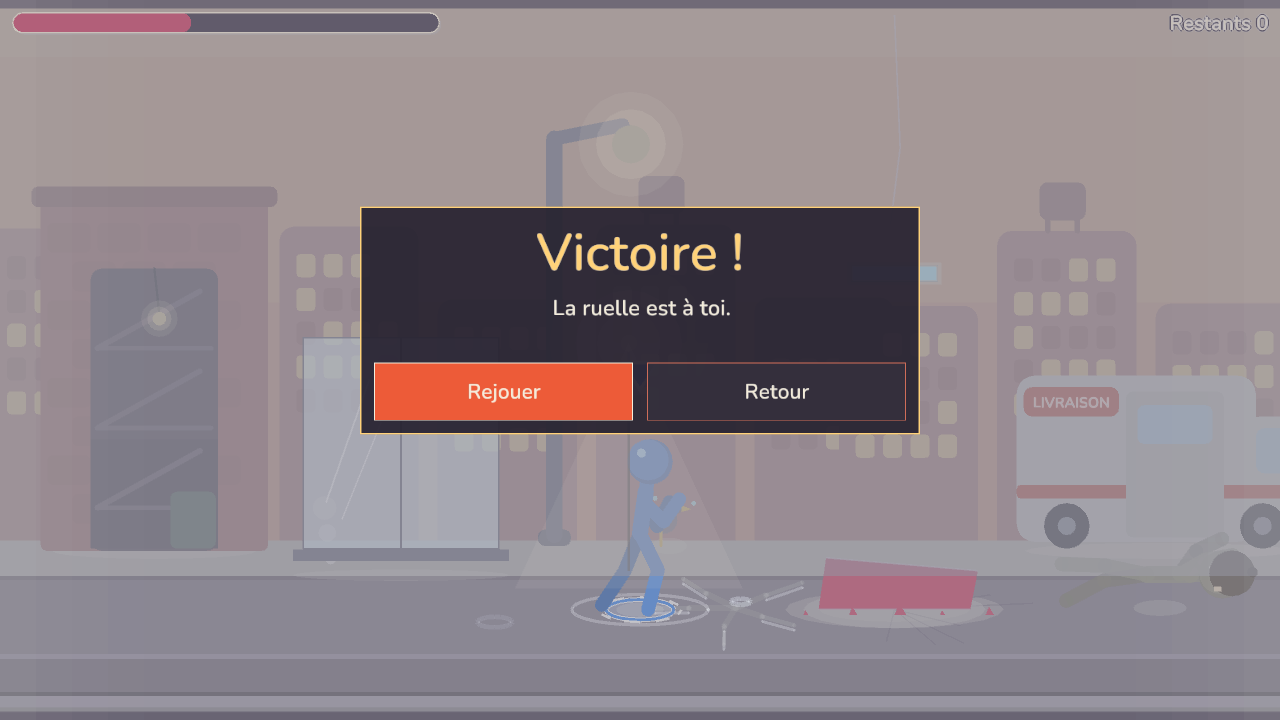 Restants 0
Victoire !
La ruelle est à toi.
Rejouer
Retour
LIVRAISON